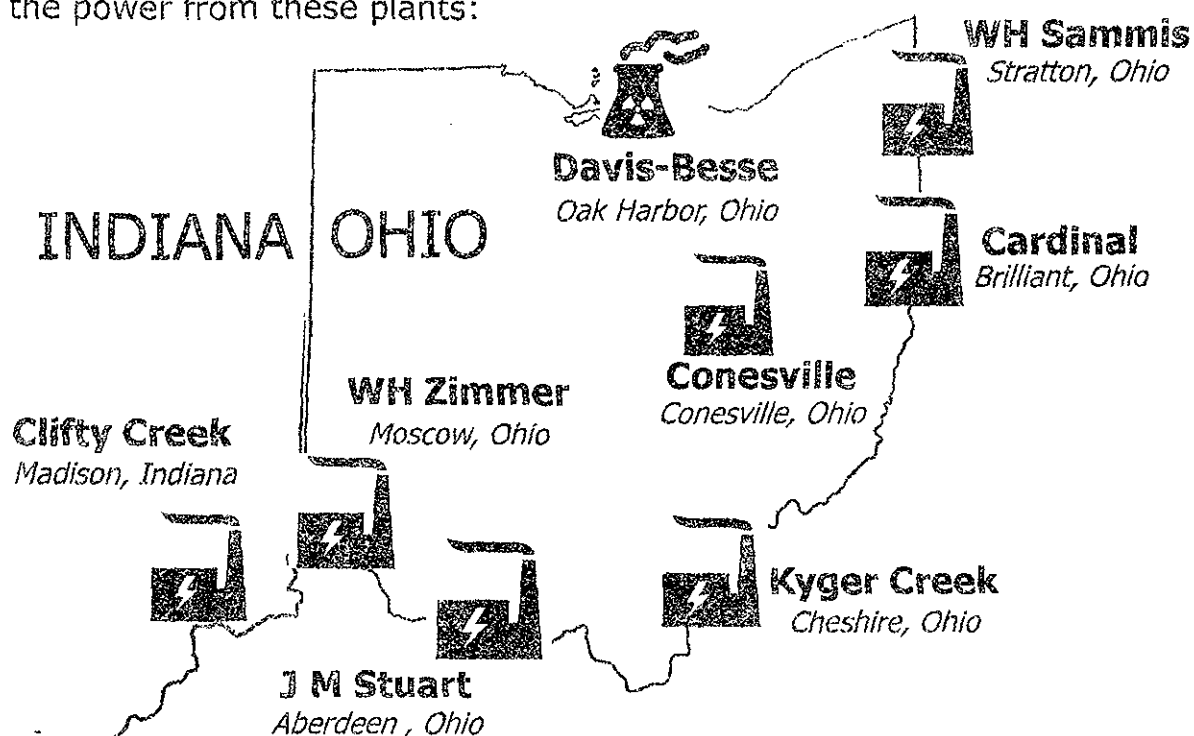 the power from these plants:
WH Sammis
Stratton, Ohio
Davis-Besse
Oak Harbor, Ohio
INDIANA
OHIO
Cardinal
Brilliant, Ohio
Conesville
Conesville, Ohio
WH Zimmer
Moscow, Ohio
Clifty Creek
Madison, Indiana
Kyger Creek
Cheshire, Ohio
J M Stuart
Aberdeen , Ohio